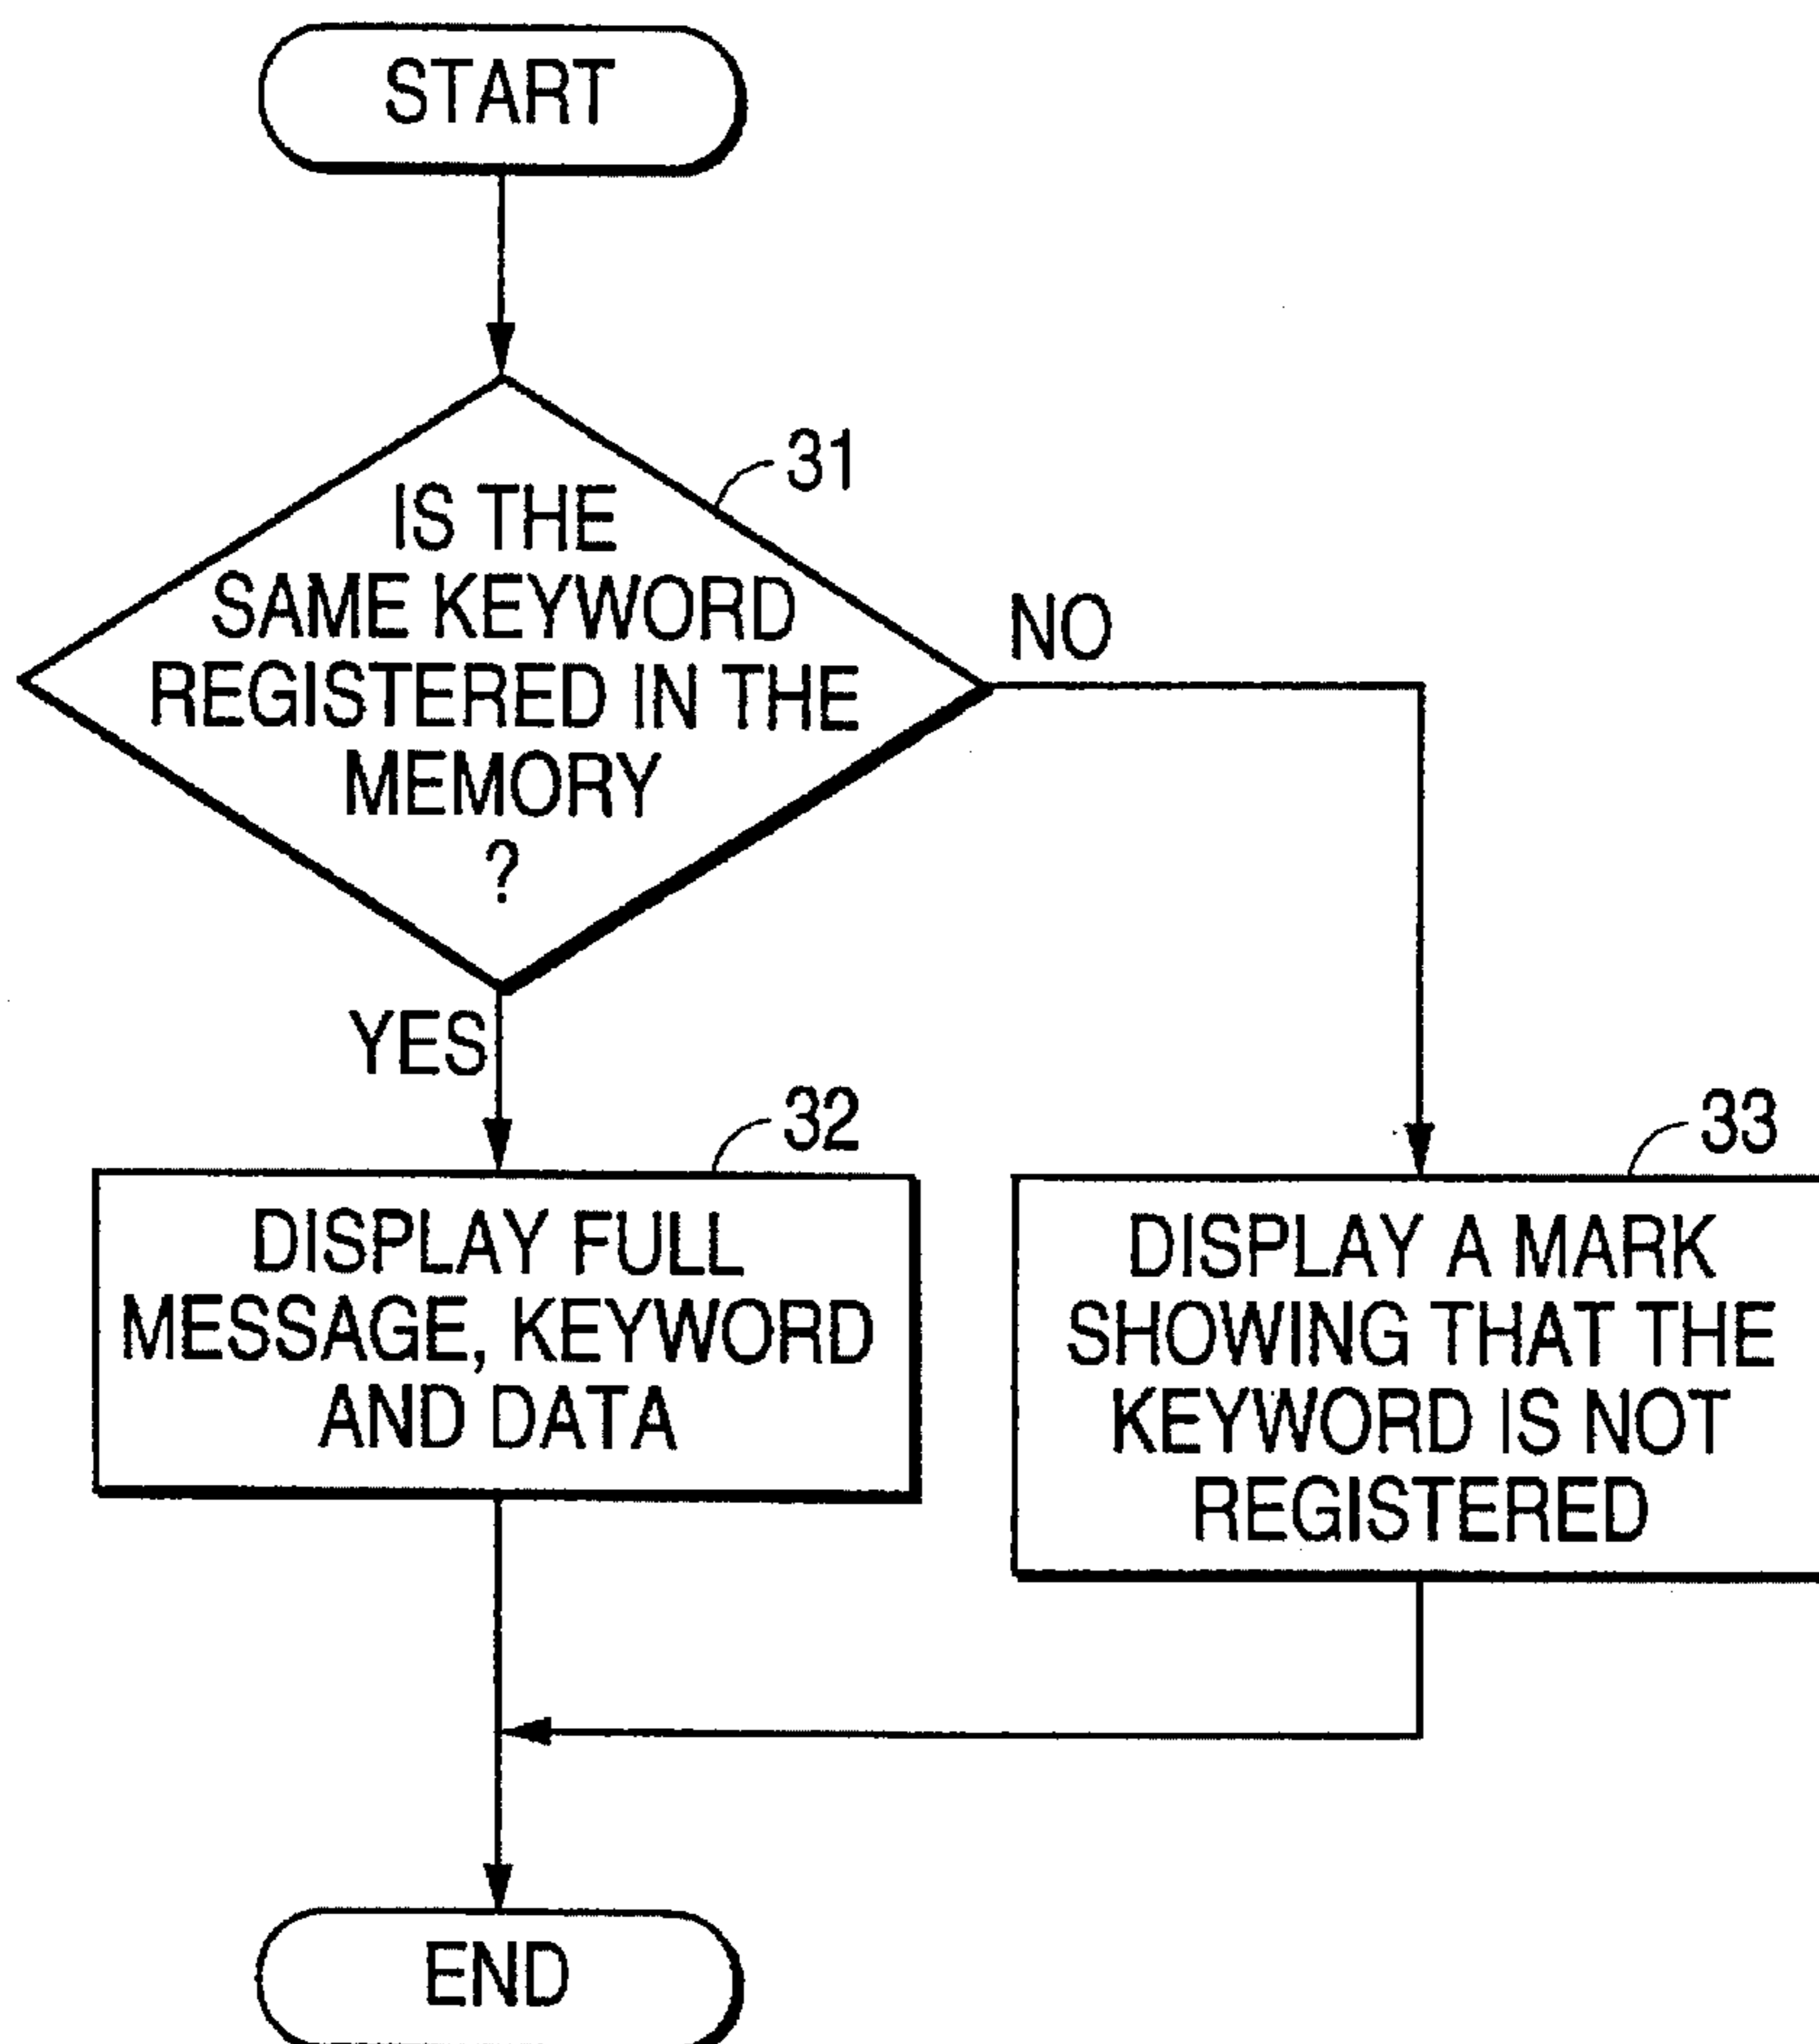 START
31
IS THE
SAME KEYWORD
REGISTERED IN THE
MEMORY
?
NO
YES
32
DISPLAY FULL
MESSAGE, KEYWORD
AND DATA
33
DISPLAY A MARK
SHOWING THAT THE
KEYWORD IS NOT
REGISTERED
END